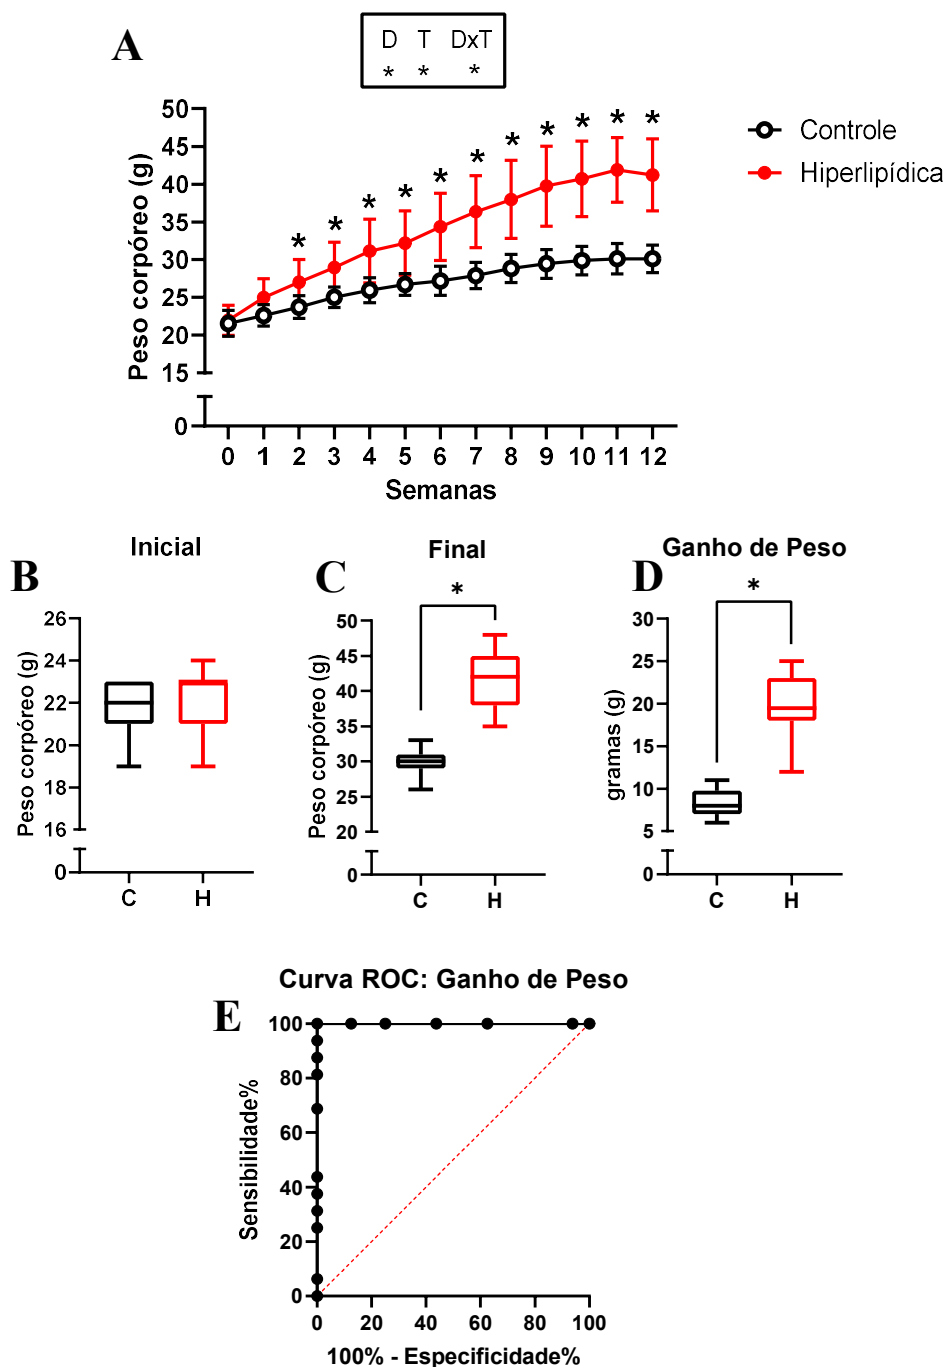 A
D T DxT
* * *
50
45
40
35
30
25
20
15
0
Peso corpóreo (g)
* * * * * * * * * * *
Controle
Hiperlipídica
0 1 2 3 4 5 6 7 8 9 10 11 12
Semanas
B
Inicial
26
24
22
20
18
16
0
Peso corpóreo (g)
C H
C
Final
*
50
45
40
35
30
25
20
0
Peso corpóreo (g)
C H
D
Ganho de Peso
*
30
25
20
15
10
5
0
gramas (g)
C H
Curva ROC: Ganho de Peso
E
100
80
60
40
20
0
Sensibilidade%
0 20 40 60 80 100
100% - Especificidade%